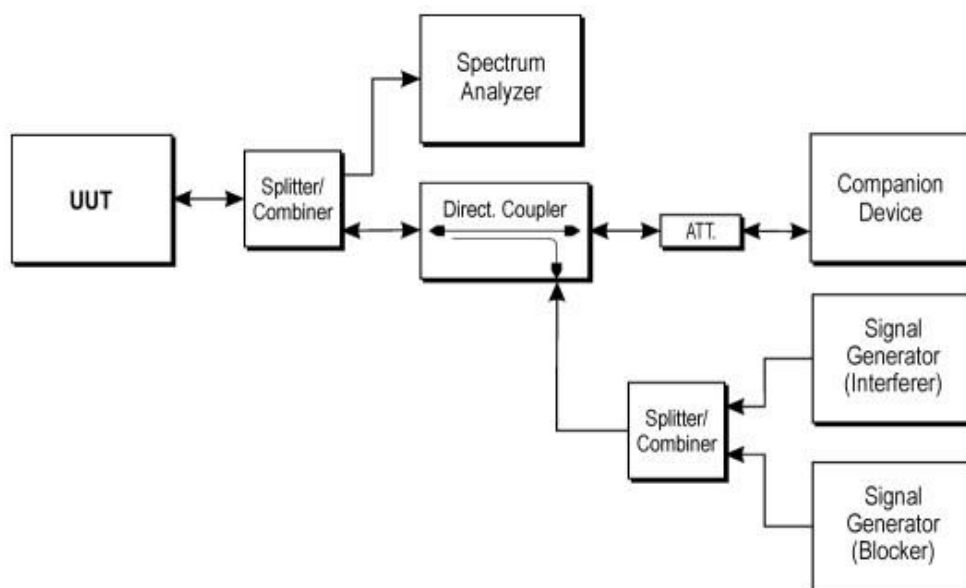 Spectrum
Analyzer
UUT
Splitter/
Combiner
Direct. Coupler
ATT.
Companion
Device
Signal
Generator
(Interferer)
Splitter/
Combiner
Signal
Generator
(Blocker)